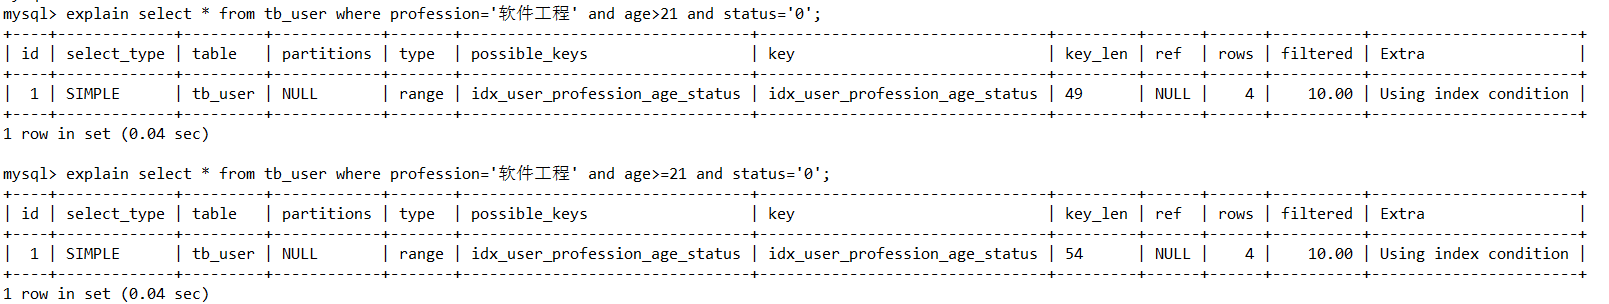 mysql> explain select * from tb_user where profession='软件工程' and age>21 and status='0';
+----+-------------+---------+------------+-------+-------------------------------+-------------------------------+---------+------+------+----------+-----------------------+
| id | select_type | table   | partitions | type  | possible_keys                 | key                           | key_len | ref  | rows | filtered | Extra                 |
+----+-------------+---------+------------+-------+-------------------------------+-------------------------------+---------+------+------+----------+-----------------------+
|  1 | SIMPLE      | tb_user | NULL       | range | idx_user_profession_age_status | idx_user_profession_age_status | 49      | NULL |    4 |    10.00 | Using index condition |
+----+-------------+---------+------------+-------+-------------------------------+-------------------------------+---------+------+------+----------+-----------------------+
1 row in set (0.04 sec)
mysql> explain select * from tb_user where profession='软件工程' and age>=21 and status='0';
+----+-------------+---------+------------+-------+-------------------------------+-------------------------------+---------+------+------+----------+-----------------------+
| id | select_type | table   | partitions | type  | possible_keys                 | key                           | key_len | ref  | rows | filtered | Extra                 |
+----+-------------+---------+------------+-------+-------------------------------+-------------------------------+---------+------+------+----------+-----------------------+
|  1 | SIMPLE      | tb_user | NULL       | range | idx_user_profession_age_status | idx_user_profession_age_status | 54      | NULL |    4 |    10.00 | Using index condition |
+----+-------------+---------+------------+-------+-------------------------------+-------------------------------+---------+------+------+----------+-----------------------+
1 row in set (0.04 sec)